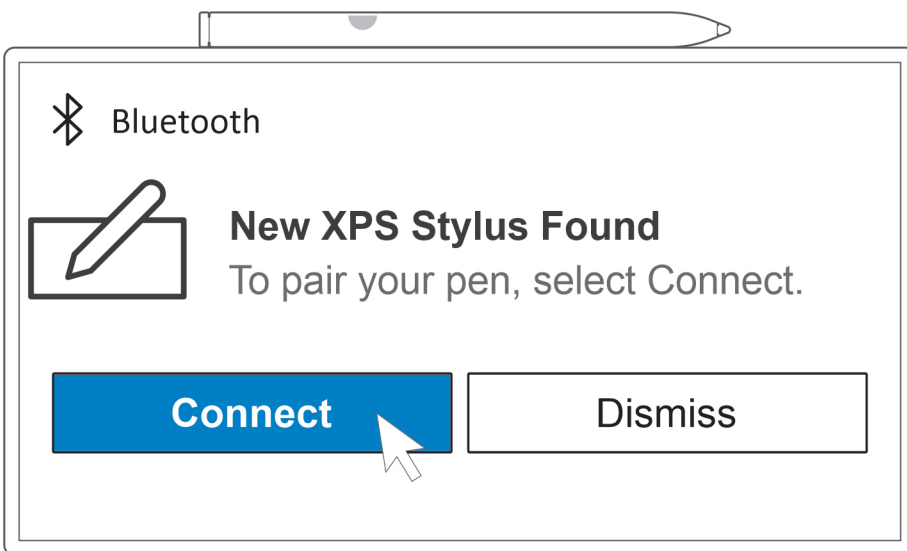 Bluetooth
New XPS Stylus Found
To pair your pen, select Connect.
Connect
Dismiss